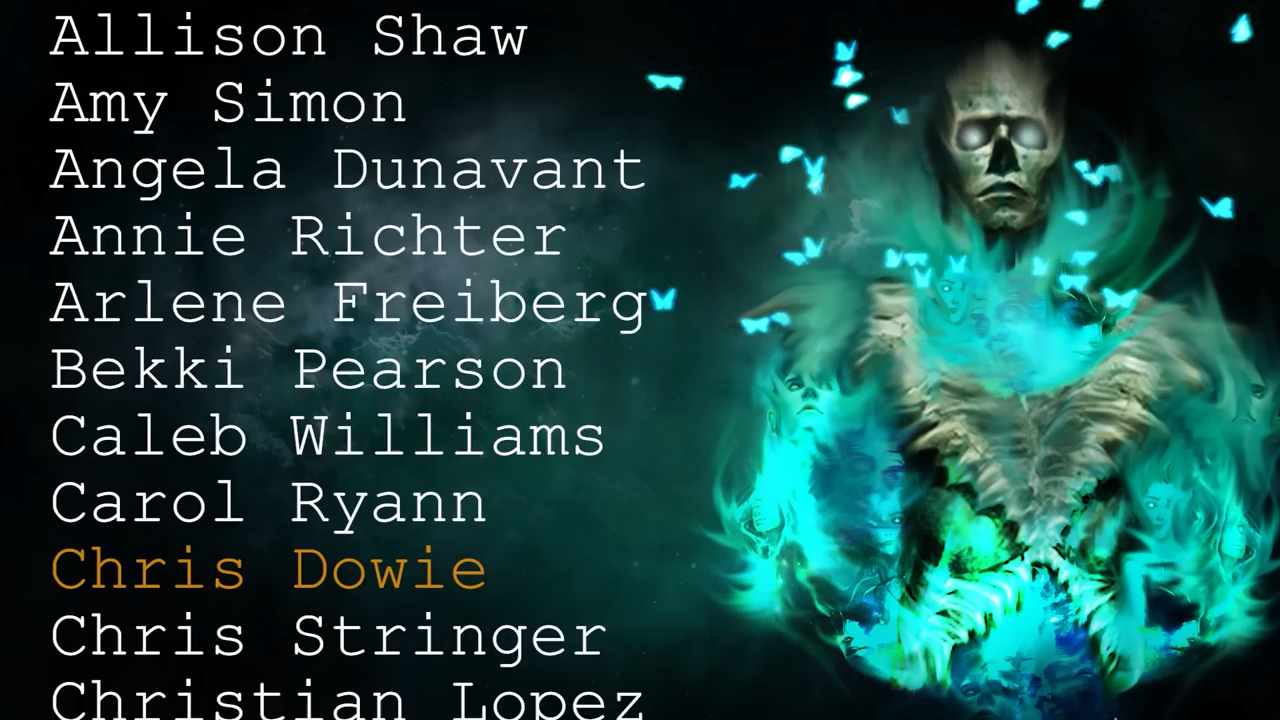 Allison Shaw
Amy Simon
Angela Dunavant
Annie Richter
Arlene Freiberg
Bekki Pearson
Caleb Williams
Carol Ryann
Chris Dowie
Chris Stringer
Christian Lopez